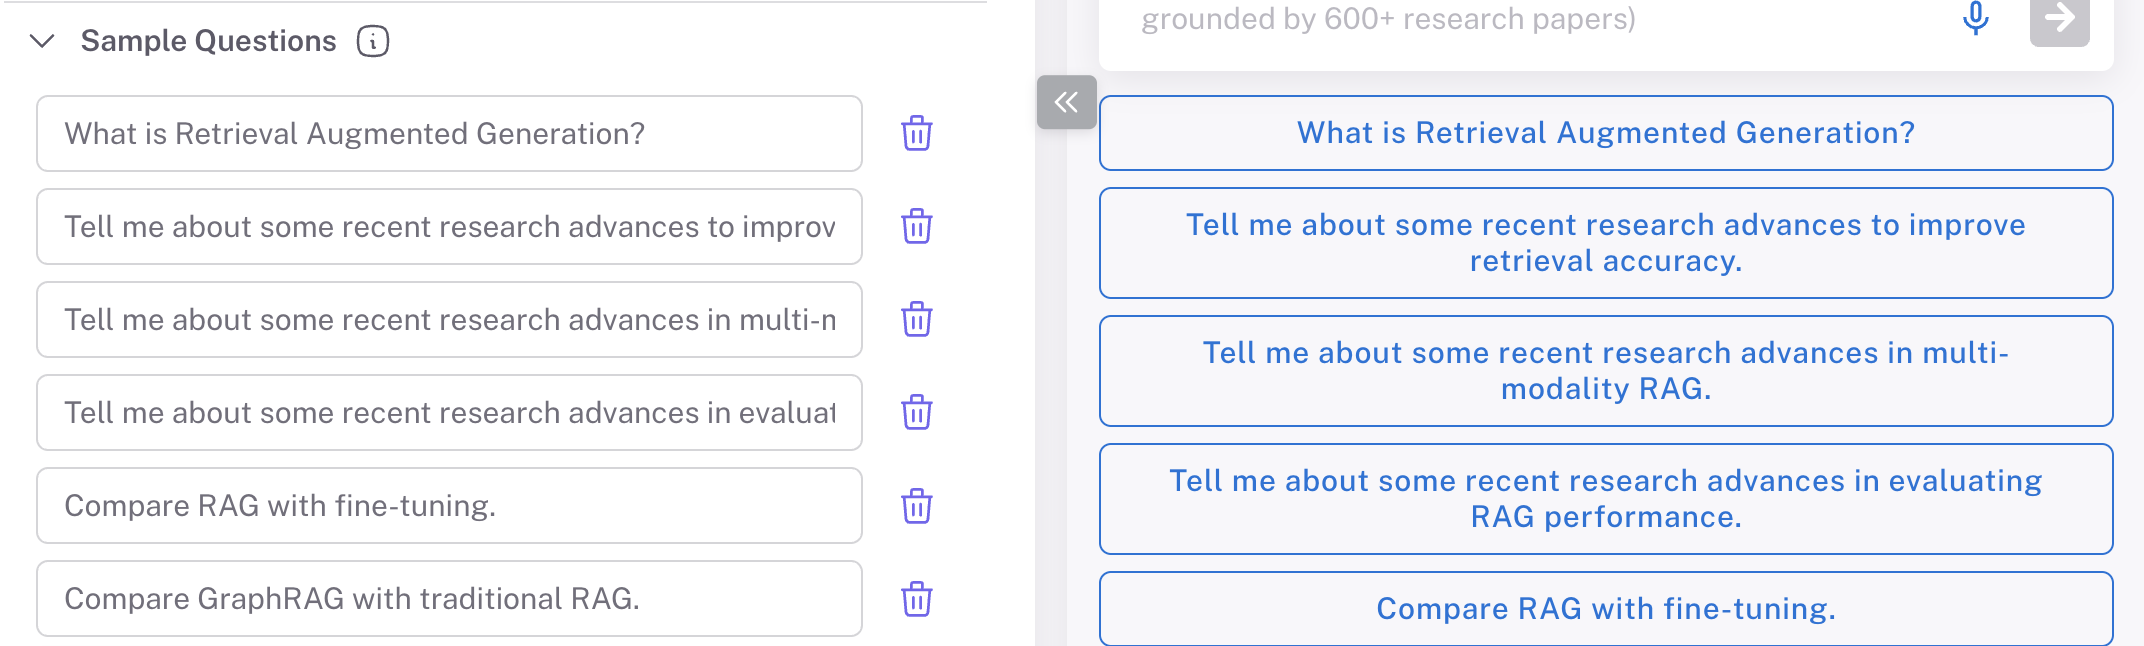 Sample Questions
What is Retrieval Augmented Generation?
Tell me about some recent research advances to improv
Tell me about some recent research advances in multi-m
Tell me about some recent research advances in evaluat
Compare RAG with fine-tuning.
Compare GraphRAG with traditional RAG.
grounded by 600+ research papers)
What is Retrieval Augmented Generation?
Tell me about some recent research advances to improve
retrieval accuracy.
Tell me about some recent research advances in multi-
modality RAG.
Tell me about some recent research advances in evaluating
RAG performance.
Compare RAG with fine-tuning.